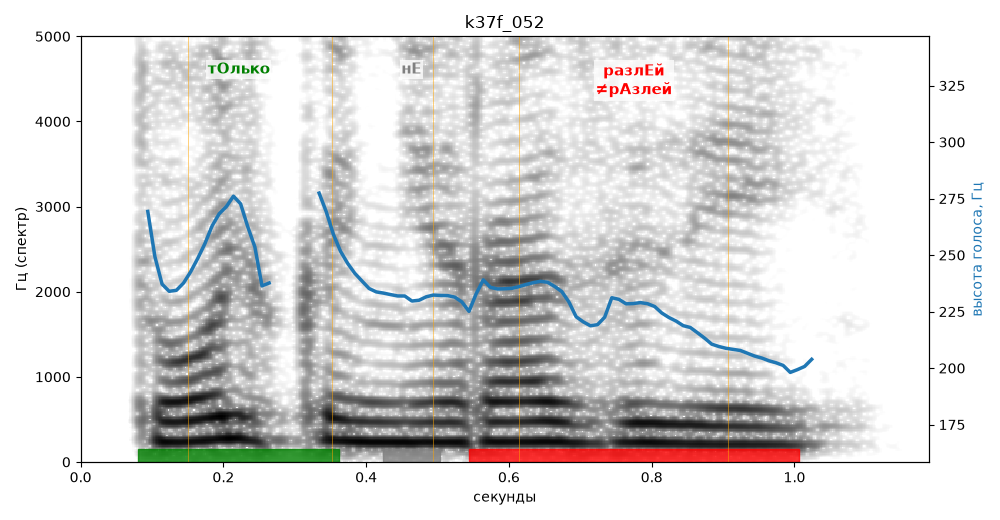 k37f_052
тОлько
нЕ
разлЕй
≠рАзлей
Гц (спектр)
5000
4000
3000
2000
1000
0
325
300
275
250
225
200
175
высота голоса, Гц
0.0 0.2 0.4 0.6 0.8 1.0
секунды